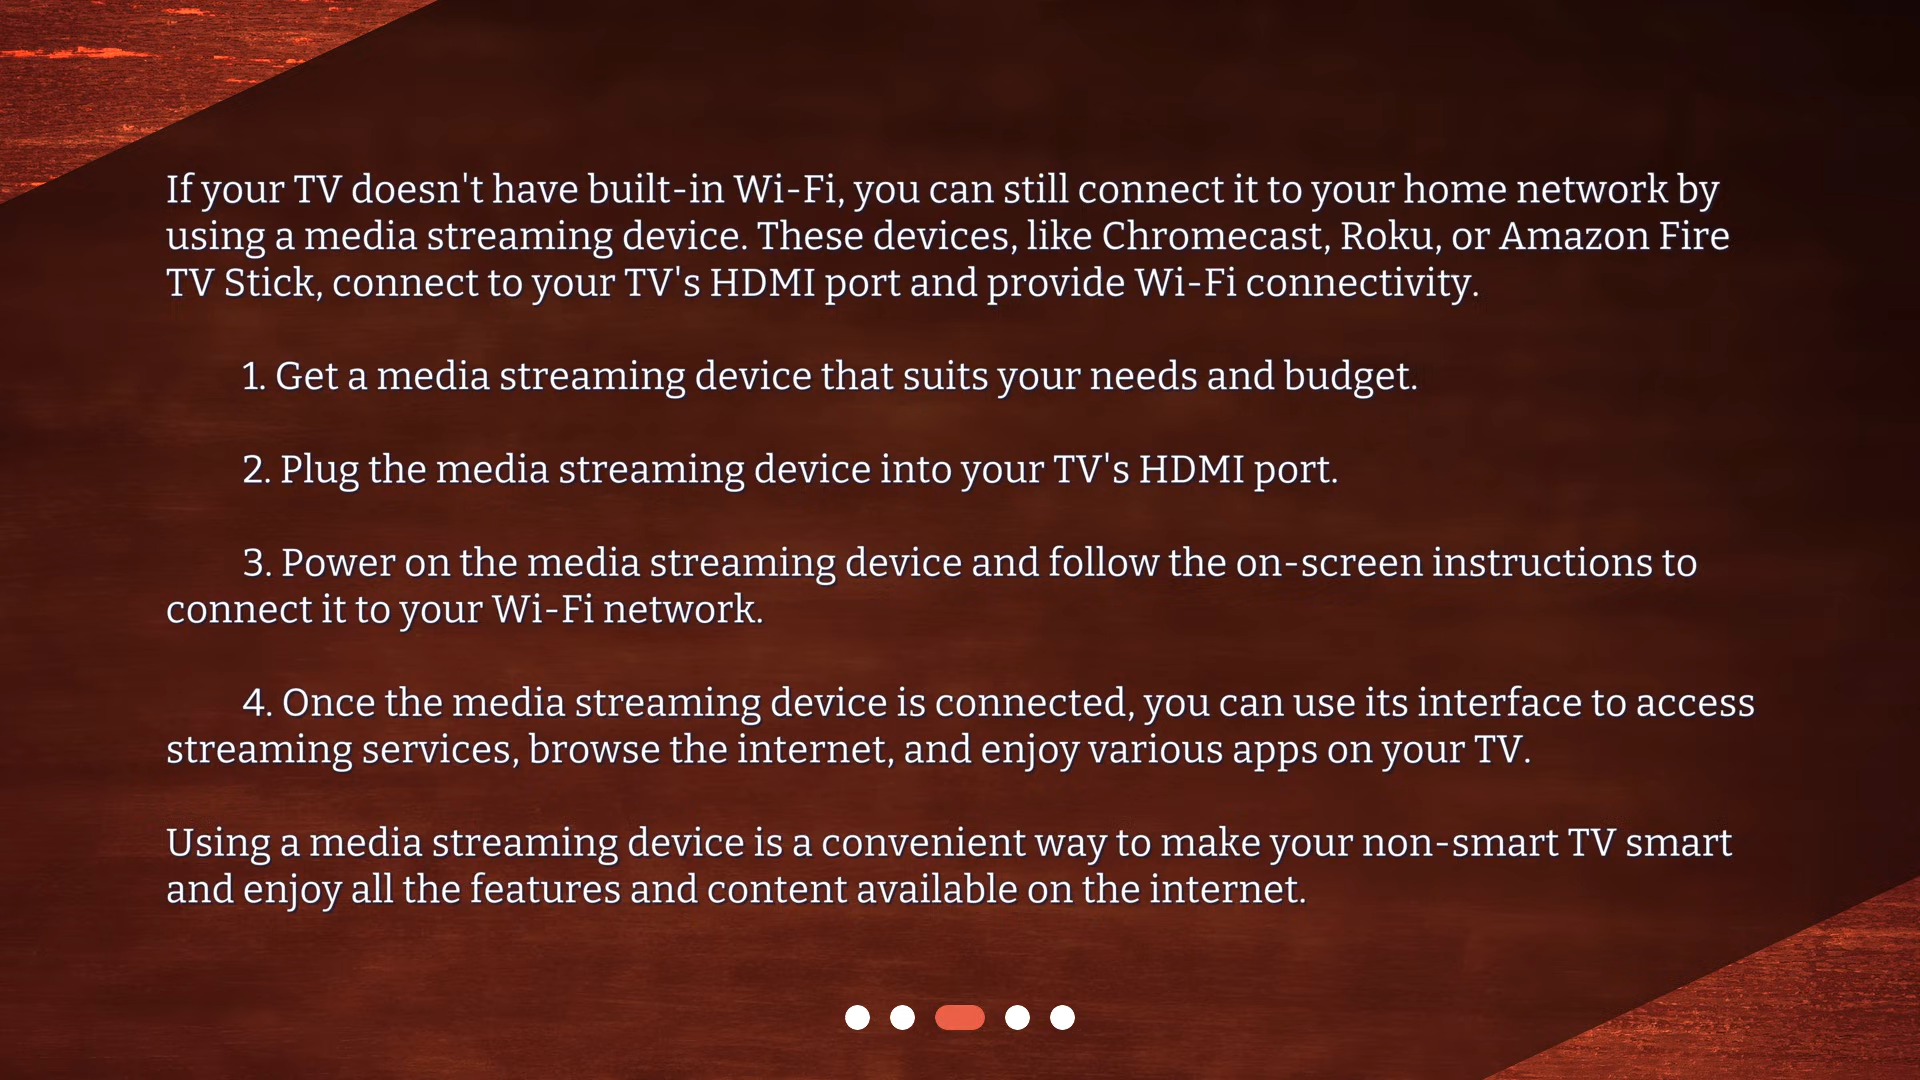 If your TV doesn't have built-in Wi-Fi, you can still connect it to your home network by
using a media streaming device. These devices, like Chromecast, Roku, or Amazon Fire
TV Stick, connect to your TV's HDMI port and provide Wi-Fi connectivity.
1. Get a media streaming device that suits your needs and budget.
2. Plug the media streaming device into your TV's HDMI port.
3. Power on the media streaming device and follow the on-screen instructions to
connect it to your Wi-Fi network.
4. Once the media streaming device is connected, you can use its interface to access
streaming services, browse the internet, and enjoy various apps on your TV.
Using a media streaming device is a convenient way to make your non-smart TV smart
and enjoy all the features and content available on the internet.